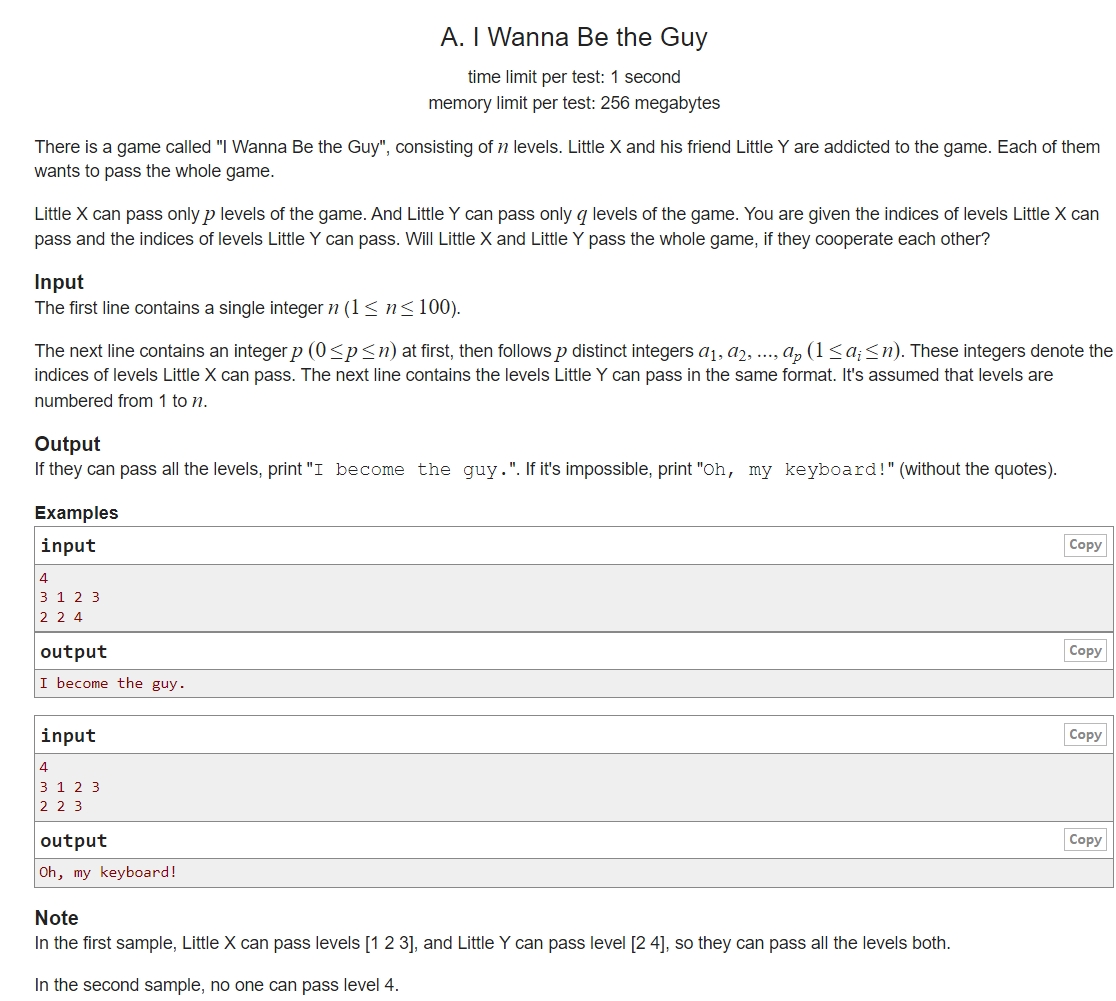 A. I Wanna Be the Guy
time limit per test: 1 second
memory limit per test: 256 megabytes
There is a game called "I Wanna Be the Guy", consisting of n levels. Little X and his friend Little Y are addicted to the game. Each of them
wants to pass the whole game.
Little X can pass only p levels of the game. And Little Y can pass only q levels of the game. You are given the indices of levels Little X can
pass and the indices of levels Little Y can pass. Will Little X and Little Y pass the whole game, if they cooperate each other?
Input
The first line contains a single integer n (1 ≤ n ≤ 100).
The next line contains an integer p (0 ≤ p ≤ n) at first, then follows p distinct integers a₁, a₂, ..., aₚ (1 ≤ aᵢ ≤ n). These integers denote the
indices of levels Little X can pass. The next line contains the levels Little Y can pass in the same format. It's assumed that levels are
numbered from 1 to n.
Output
If they can pass all the levels, print "I become the guy.". If it's impossible, print "Oh, my keyboard!" (without the quotes).
Examples
input Copy
4
3 1 2 3
2 2 4
output Copy
I become the guy.
input Copy
4
3 1 2 3
2 2 3
output Copy
Oh, my keyboard!
Note
In the first sample, Little X can pass levels [1 2 3], and Little Y can pass level [2 4], so they can pass all the levels both.
In the second sample, no one can pass level 4.